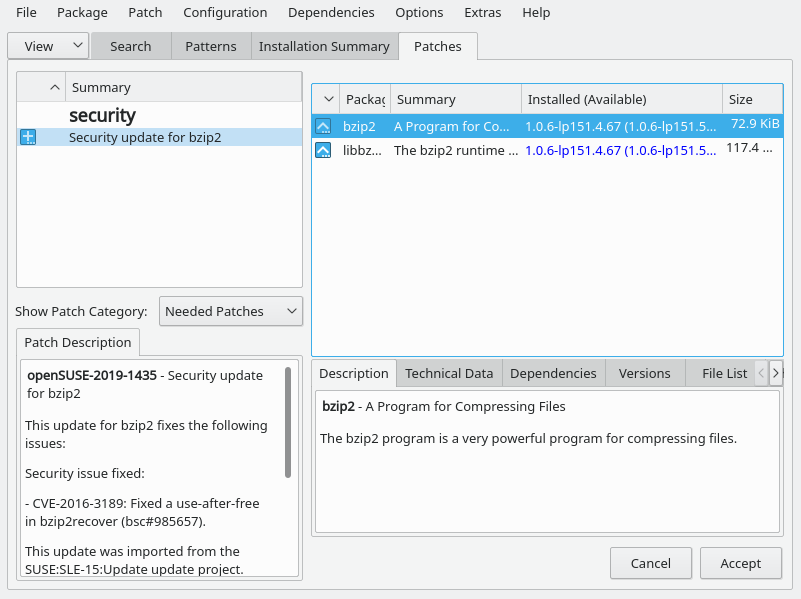 File Package Patch Configuration Dependencies Options Extras Help
View Search Patterns Installation Summary Patches
Summary
security
Security update for bzip2
Packag Summary Installed (Available) Size
bzip2 A Program for Co... 1.0.6-lp151.4.67 (1.0.6-lp151.5... 72.9 KiB
libbz... The bzip2 runtime ... 1.0.6-lp151.4.67 (1.0.6-lp151.5... 117.4 ...
Show Patch Category: Needed Patches
Patch Description
openSUSE-2019-1435 - Security update
for bzip2
This update for bzip2 fixes the following
issues:
Security issue fixed:
- CVE-2016-3189: Fixed a use-after-free
in bzip2recover (bsc#985657).
This update was imported from the
SUSE:SLE-15:Update update project.
Description Technical Data Dependencies Versions File List
bzip2 - A Program for Compressing Files
The bzip2 program is a very powerful program for compressing files.
Cancel Accept